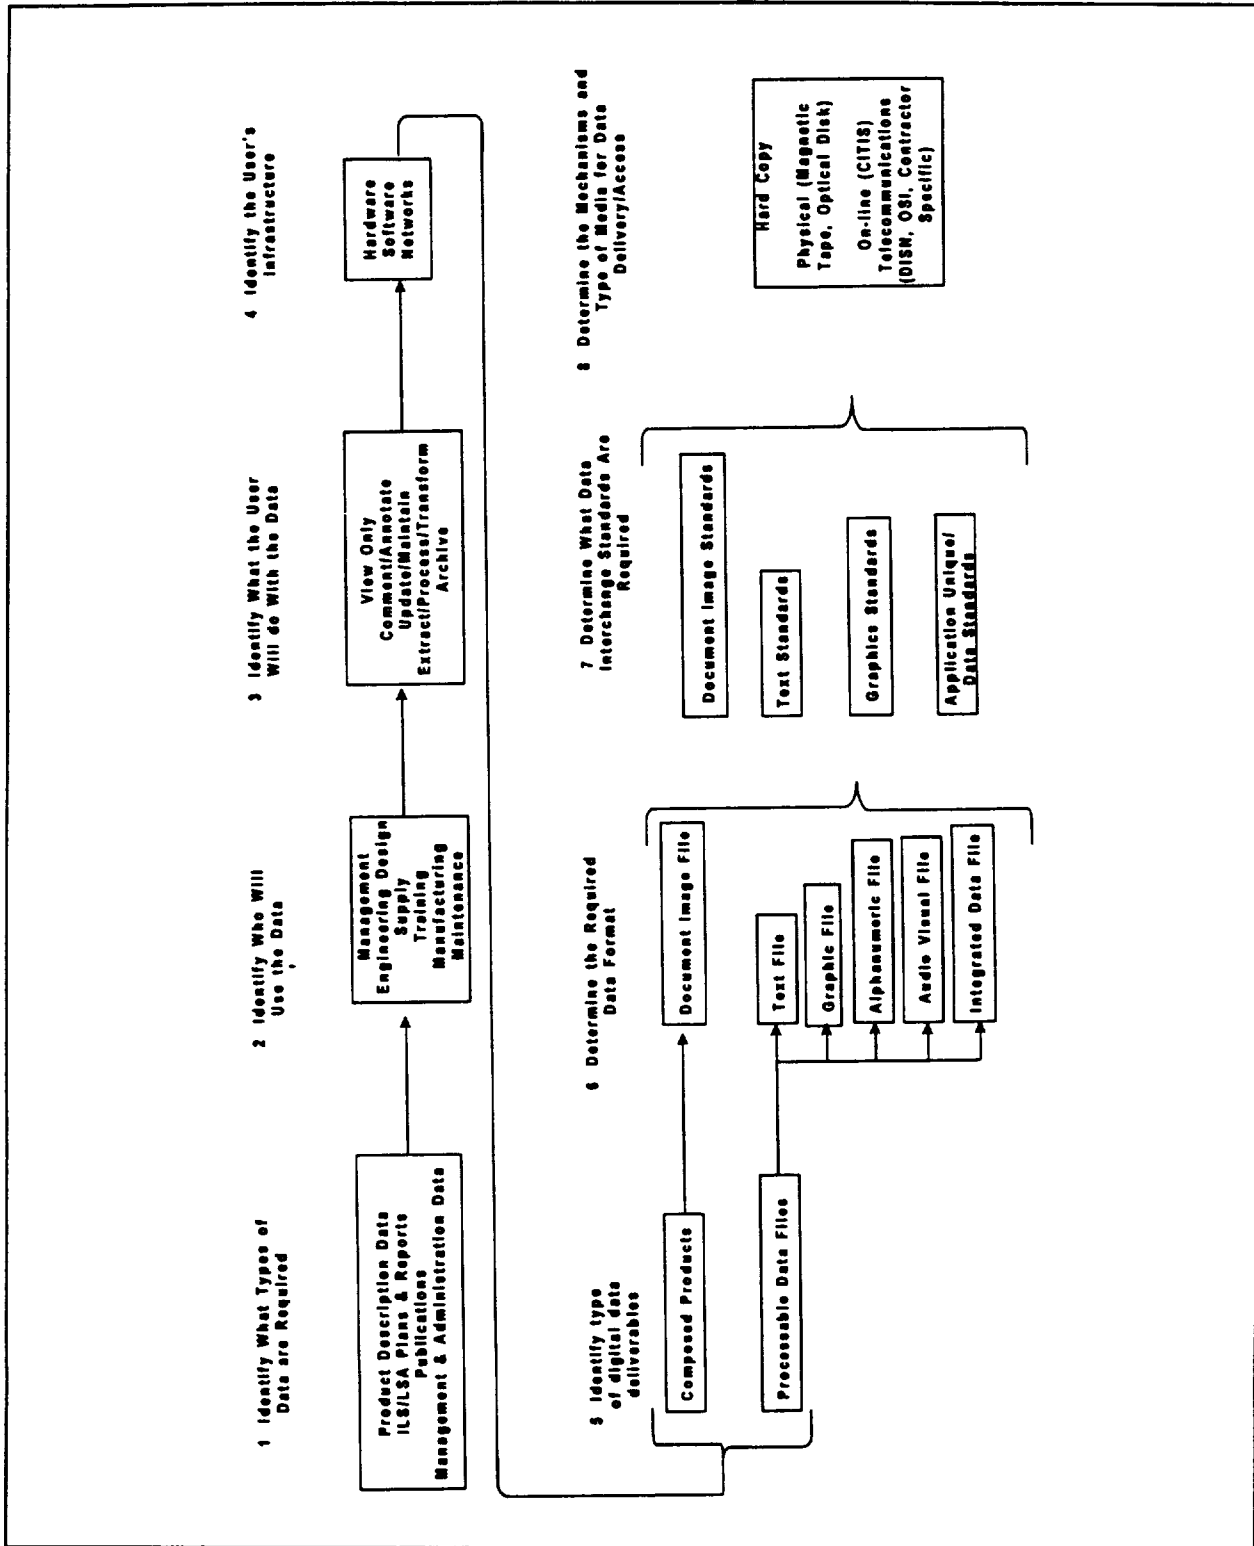 1 Identify What Types of
Data are Required
Product Description Data
ILS/LSA Plans & Reports
Publications
Management & Administration Data
2 Identify Who Will
Use the Data
Management
Engineering Design
Supply
Training
Manufacturing
Maintenance
3 Identify What the User
Will do With the Data
View Only
Comment/Annotate
Update/Maintain
Extract/Process/Transform
Archive
4 Identify the User's
Infrastructure
Hardware
Software
Networks
5 Identify type
of digital data
deliverables
Composed Products
Processable Data Files
6 Determine the Required
Data Format
Document Image File
Text File
Graphic File
Alphanumeric File
Audio Visual File
Integrated Data File
7 Determine What Data
Interchange Standards Are
Required
Document Image Standards
Text Standards
Graphics Standards
Application Unique/
Data Standards
8 Determine the Mechanisms and
Type of Media for Data
Delivery/Access
Hard Copy
Physical (Magnetic
Tape, Optical Disk)
On-line (CITIS)
Telecommunications
(DISN, OSI, Contractor
Specific)